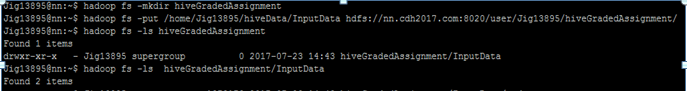 Jig13895@nn:~$ hadoop fs -mkdir hiveGradedAssignment
Jig13895@nn:~$ hadoop fs -put /home/Jig13895/hiveData/InputData hdfs://nn.cdh2017.com:8020/user/Jig13895/hiveGradedAssignment/
Jig13895@nn:~$ hadoop fs -ls hiveGradedAssignment
Found 1 items
drwxr-xr-x   - Jig13895 supergroup          0 2017-07-23 14:43 hiveGradedAssignment/InputData
Jig13895@nn:~$ hadoop fs -ls  hiveGradedAssignment/InputData
Found 2 items